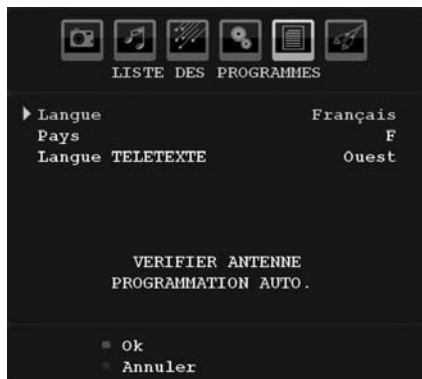 LISTE DES PROGRAMMES
Langue Français
Pays F
Langue TELETEXTE Ouest
VERIFIER ANTENNE
PROGRAMMATION AUTO.
Ok
Annuler